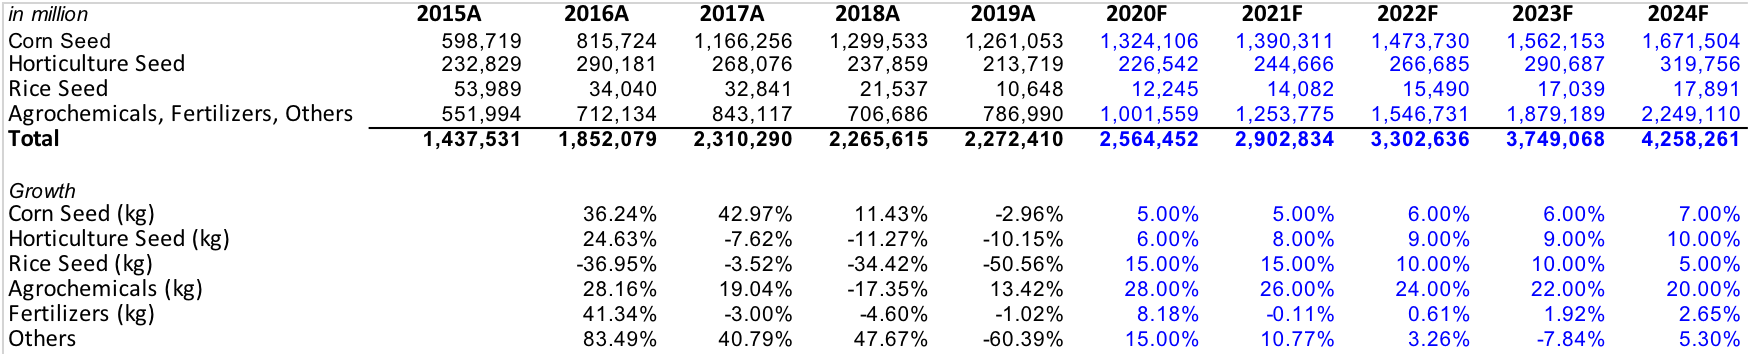 in million 2015A 2016A 2017A 2018A 2019A 2020F 2021F 2022F 2023F 2024F
Corn Seed 598,719 815,724 1,166,256 1,299,533 1,261,053 1,324,106 1,390,311 1,473,730 1,562,153 1,671,504
Horticulture Seed 232,829 290,181 268,076 237,859 213,719 226,542 244,666 266,685 290,687 319,756
Rice Seed 53,989 34,040 32,841 21,537 10,648 12,245 14,082 15,490 17,039 17,891
Agrochemicals, Fertilizers, Others 551,994 712,134 843,117 706,686 786,990 1,001,559 1,253,775 1,546,731 1,879,189 2,249,110
Total 1,437,531 1,852,079 2,310,290 2,265,615 2,272,410 2,564,452 2,902,834 3,302,636 3,749,068 4,258,261
Growth
Corn Seed (kg) 36.24% 42.97% 11.43% -2.96% 5.00% 5.00% 6.00% 6.00% 7.00%
Horticulture Seed (kg) 24.63% -7.62% -11.27% -10.15% 6.00% 8.00% 9.00% 9.00% 10.00%
Rice Seed (kg) -36.95% -3.52% -34.42% -50.56% 15.00% 15.00% 10.00% 10.00% 5.00%
Agrochemicals (kg) 28.16% 19.04% -17.35% 13.42% 28.00% 26.00% 24.00% 22.00% 20.00%
Fertilizers (kg) 41.34% -3.00% -4.60% -1.02% 8.18% -0.11% 0.61% 1.92% 2.65%
Others 83.49% 40.79% 47.67% -60.39% 15.00% 10.77% 3.26% -7.84% 5.30%